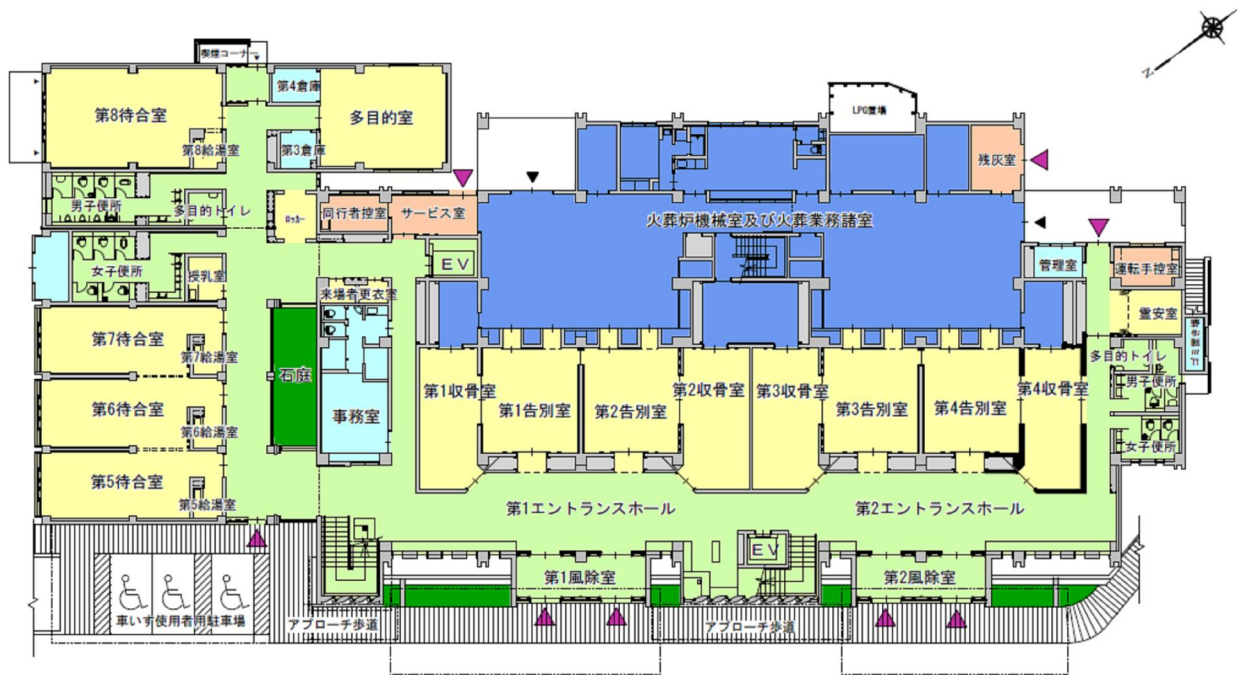 喫煙コーナー
N
第8待合室
第4倉庫
多目的室
LPG置場
第8給湯室
第3倉庫
残灰室
男子便所
多目的トイレ
ロッカー
同行者控室
サービス室
火葬炉機械室及び火葬業務諸室
女子便所
授乳室
EV
管理室
運転手控室
来場者更衣室
霊安室
第7待合室
第7給湯室
石庭
多目的トイレ
第1収骨室
第1告別室
第2告別室
第2収骨室
第3収骨室
第3告別室
第4告別室
第4収骨室
男子便所
第6待合室
第6給湯室
事務室
女子便所
第5待合室
第5給湯室
第1エントランスホール
第2エントランスホール
EV
第1風除室
第2風除室
車いす使用者用駐車場
アプローチ歩道
アプローチ歩道